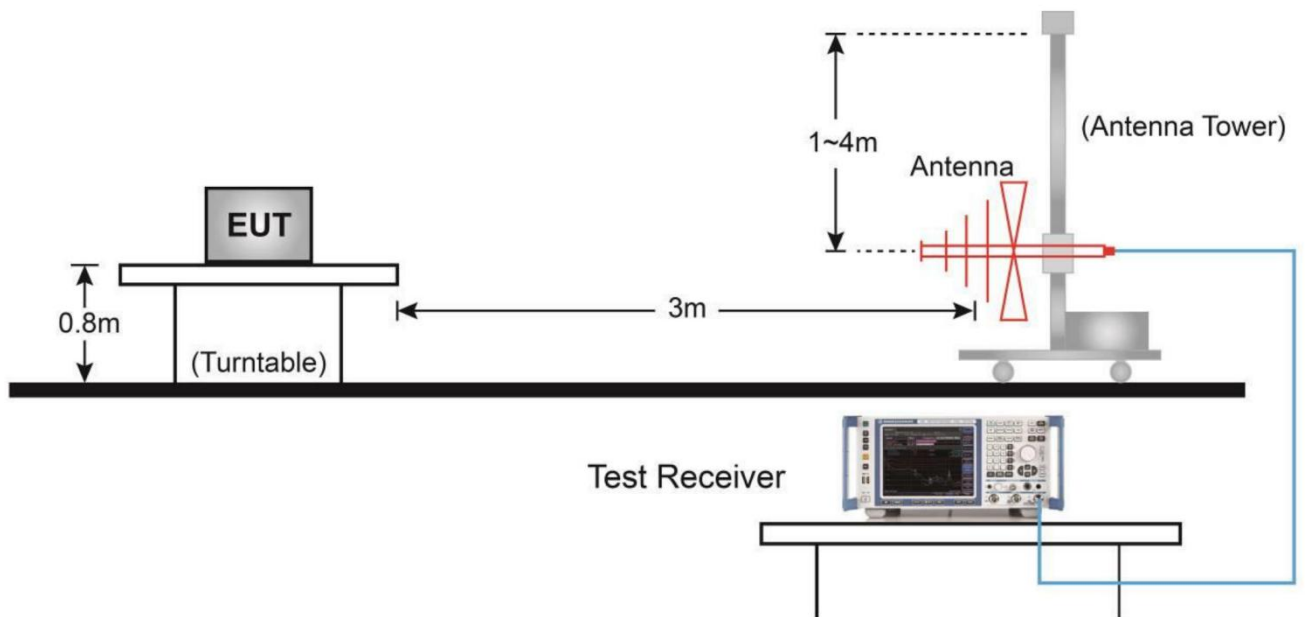 1~4m
(Antenna Tower)
Antenna
EUT
0.8m
3m
(Turntable)
Test Receiver